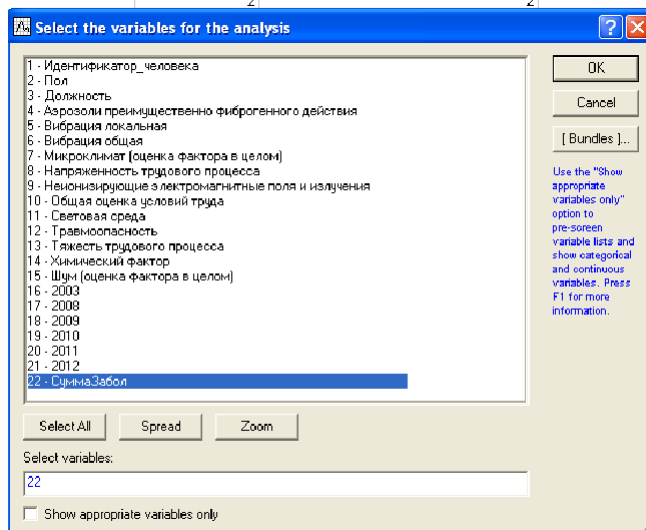 2 2
Select the variables for the analysis
1 - Идентификатор_человека
2 - Пол
3 - Должность
4 - Аэрозоли преимущественно фиброгенного действия
5 - Вибрация локальная
6 - Вибрация общая
7 - Микроклимат (оценка фактора в целом)
8 - Напряженность трудового процесса
9 - Неионизирующие электромагнитные поля и излучения
10 - Общая оценка условий труда
11 - Световая среда
12 - Травмоопасность
13 - Тяжесть трудового процесса
14 - Химический фактор
15 - Шум (оценка фактора в целом)
16 - 2003
17 - 2008
18 - 2009
19 - 2010
20 - 2011
21 - 2012
22 - СуммаЗабол
OK
Cancel
[ Bundles ]...
Use the "Show
appropriate
variables only"
option to
pre-screen
variable lists and
show categorical
and continuous
variables. Press
F1 for more
information.
Select All
Spread
Zoom
Select variables:
22
Show appropriate variables only